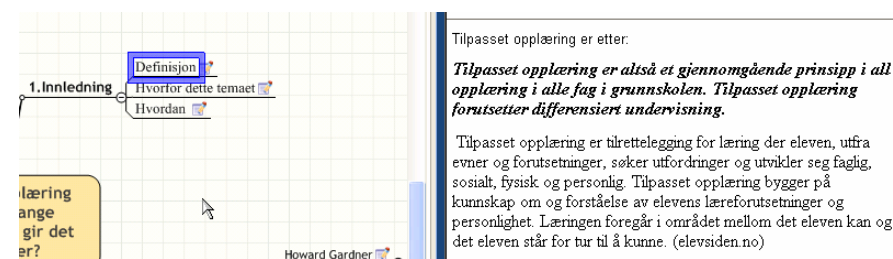 Definisjon
1.Innledning
Hvorfor dette temaet
Hvordan
læring
ange
gir det
er?
Howard Gardner
Tilpasset opplæring er etter:
Tilpasset opplæring er altså et gjennomgående prinsipp i all
opplæring i alle fag i grunnskolen. Tilpasset opplæring
forutsetter differensiert undervisning.
Tilpasset opplæring er tilrettelegging for læring der eleven, utfra
evner og forutsetninger, søker utfordringer og utvikler seg faglig,
sosialt, fysisk og personlig. Tilpasset opplæring bygger på
kunnskap om og forståelse av elevens læreforutsetninger og
personlighet. Læringen foregår i området mellom det eleven kan og
det eleven står for tur til å kunne. (elevsiden.no)